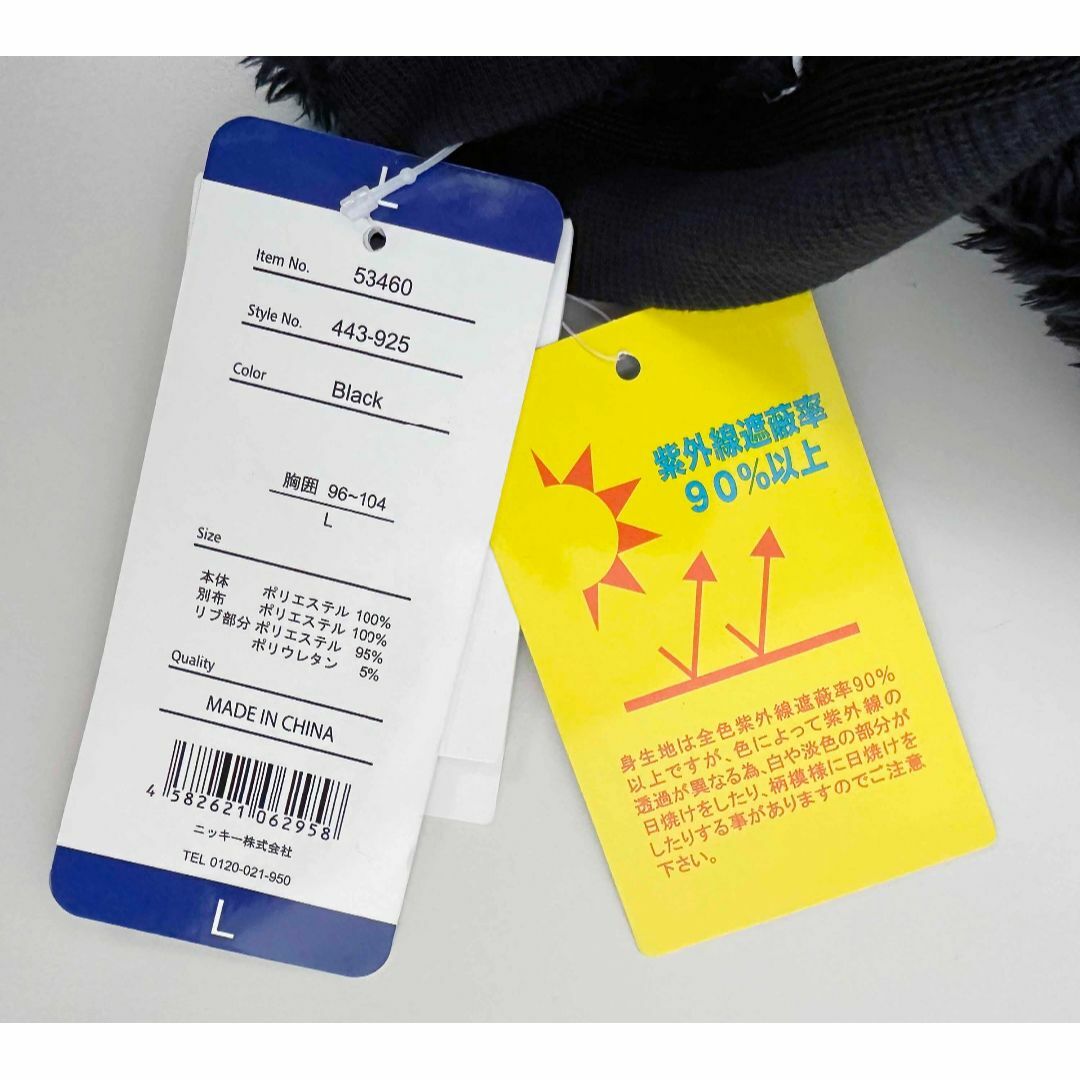 L
Item No. 53460
Style No. 443-925
Color Black
胸囲 96~104
L
Size
本体 ポリエステル 100%
別布 ポリエステル 100%
リブ部分 ポリエステル 95%
ポリウレタン 5%
Quality
MADE IN CHINA
4 582621 062958
ニッキー株式会社
TEL 0120-021-950
L
紫外線遮蔽率
90%以上
身生地は全色紫外線遮蔽率90%
以上ですが、色によって紫外線の
透過が異なる為、白や淡色の部分が
日焼けをしたり、柄模様に日焼けを
したりする事がありますのでご注意
下さい。